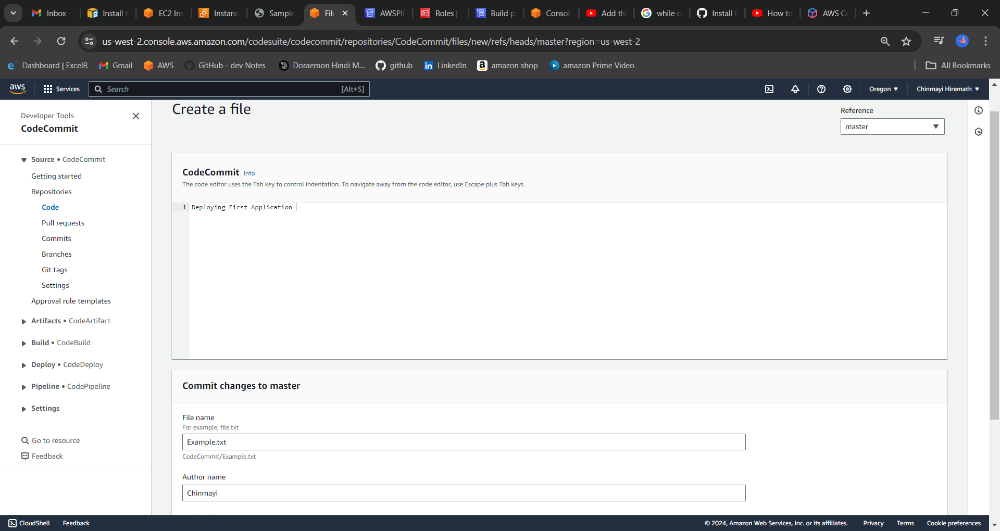 Inbox -
Install t
EC2 Ins
Instanc
Sample
File
AWSPIP
Roles |
Build p
Consol
Add thi
while c
Install
How to
AWS Co
us-west-2.console.aws.amazon.com/codesuite/codecommit/repositories/CodeCommit/files/new/refs/heads/master?region=us-west-2
Dashboard | ExcelR
Gmail
AWS
GitHub - dev Notes
Doraemon Hindi M...
github
LinkedIn
amazon shop
amazon Prime Video
All Bookmarks
aws
Services
Search
[Alt+S]
Oregon
Chinmayi Hiremath
Developer Tools
CodeCommit
Source • CodeCommit
Getting started
Repositories
Code
Pull requests
Commits
Branches
Git tags
Settings
Approval rule templates
Artifacts • CodeArtifact
Build • CodeBuild
Deploy • CodeDeploy
Pipeline • CodePipeline
Settings
Go to resource
Feedback
Create a file
Reference
master
CodeCommit Info
The code editor uses the Tab key to control indentation. To navigate away from the code editor, use Escape plus Tab keys.
1 Deploying First Application
Commit changes to master
File name
For example, file.txt
Example.txt
CodeCommit/Example.txt
Author name
Chinmayi
CloudShell
Feedback
© 2024, Amazon Web Services, Inc. or its affiliates.
Privacy
Terms
Cookie preferences